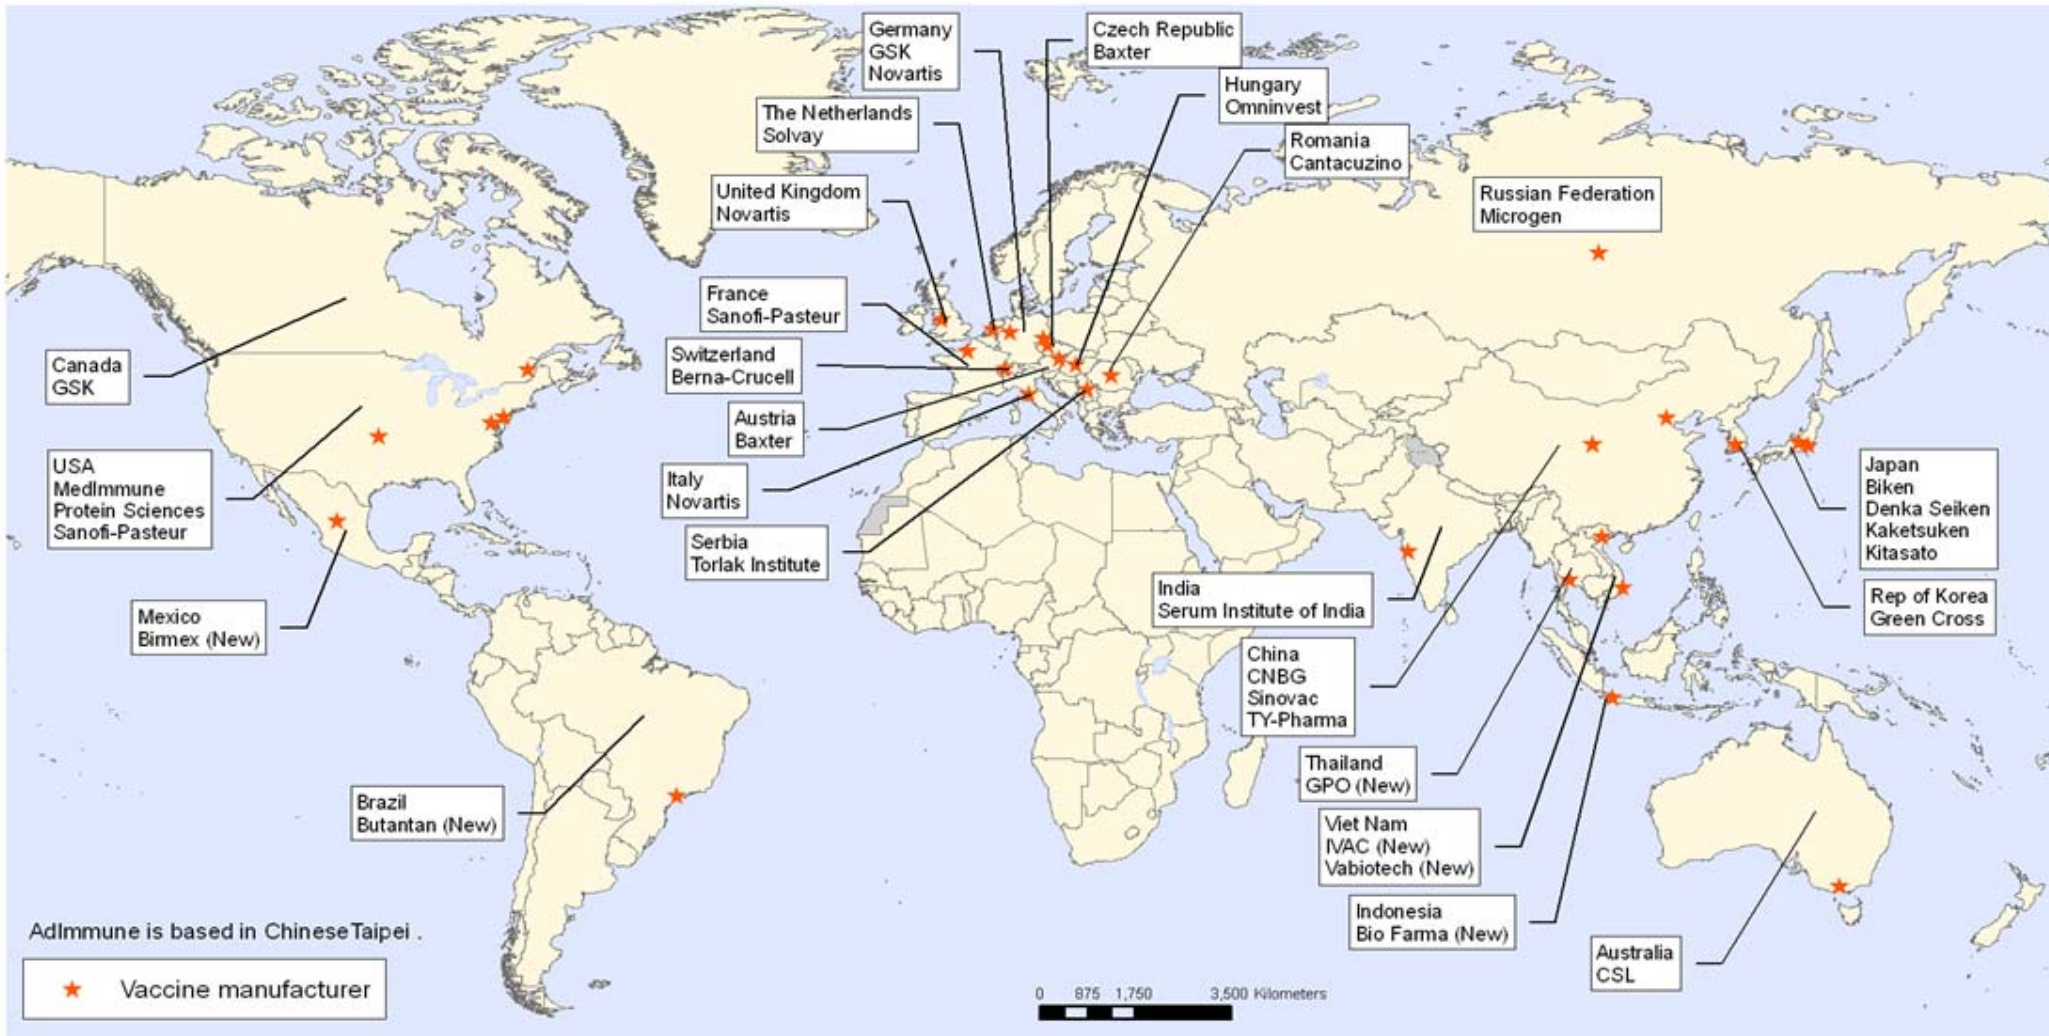 Germany
GSK
Novartis
Czech Republic
Baxter
Hungary
Omninvest
The Netherlands
Solvay
Romania
Cantacuzino
United Kingdom
Novartis
Russian Federation
Microgen
France
Sanofi-Pasteur
Switzerland
Berna-Crucell
Canada
GSK
Austria
Baxter
USA
MedImmune
Protein Sciences
Sanofi-Pasteur
Italy
Novartis
Japan
Biken
Denka Seiken
Kaketsuken
Kitasato
Serbia
Torlak Institute
India
Serum Institute of India
Rep of Korea
Green Cross
Mexico
Birmex (New)
China
CNBG
Sinovac
TY-Pharma
Thailand
GPO (New)
Brazil
Butantan (New)
Viet Nam
IVAC (New)
Vabiotech (New)
Indonesia
Bio Farma (New)
Australia
CSL
AdImmune is based in Chinese Taipei .
Vaccine manufacturer
0 875 1,750 3,500 Kilometers